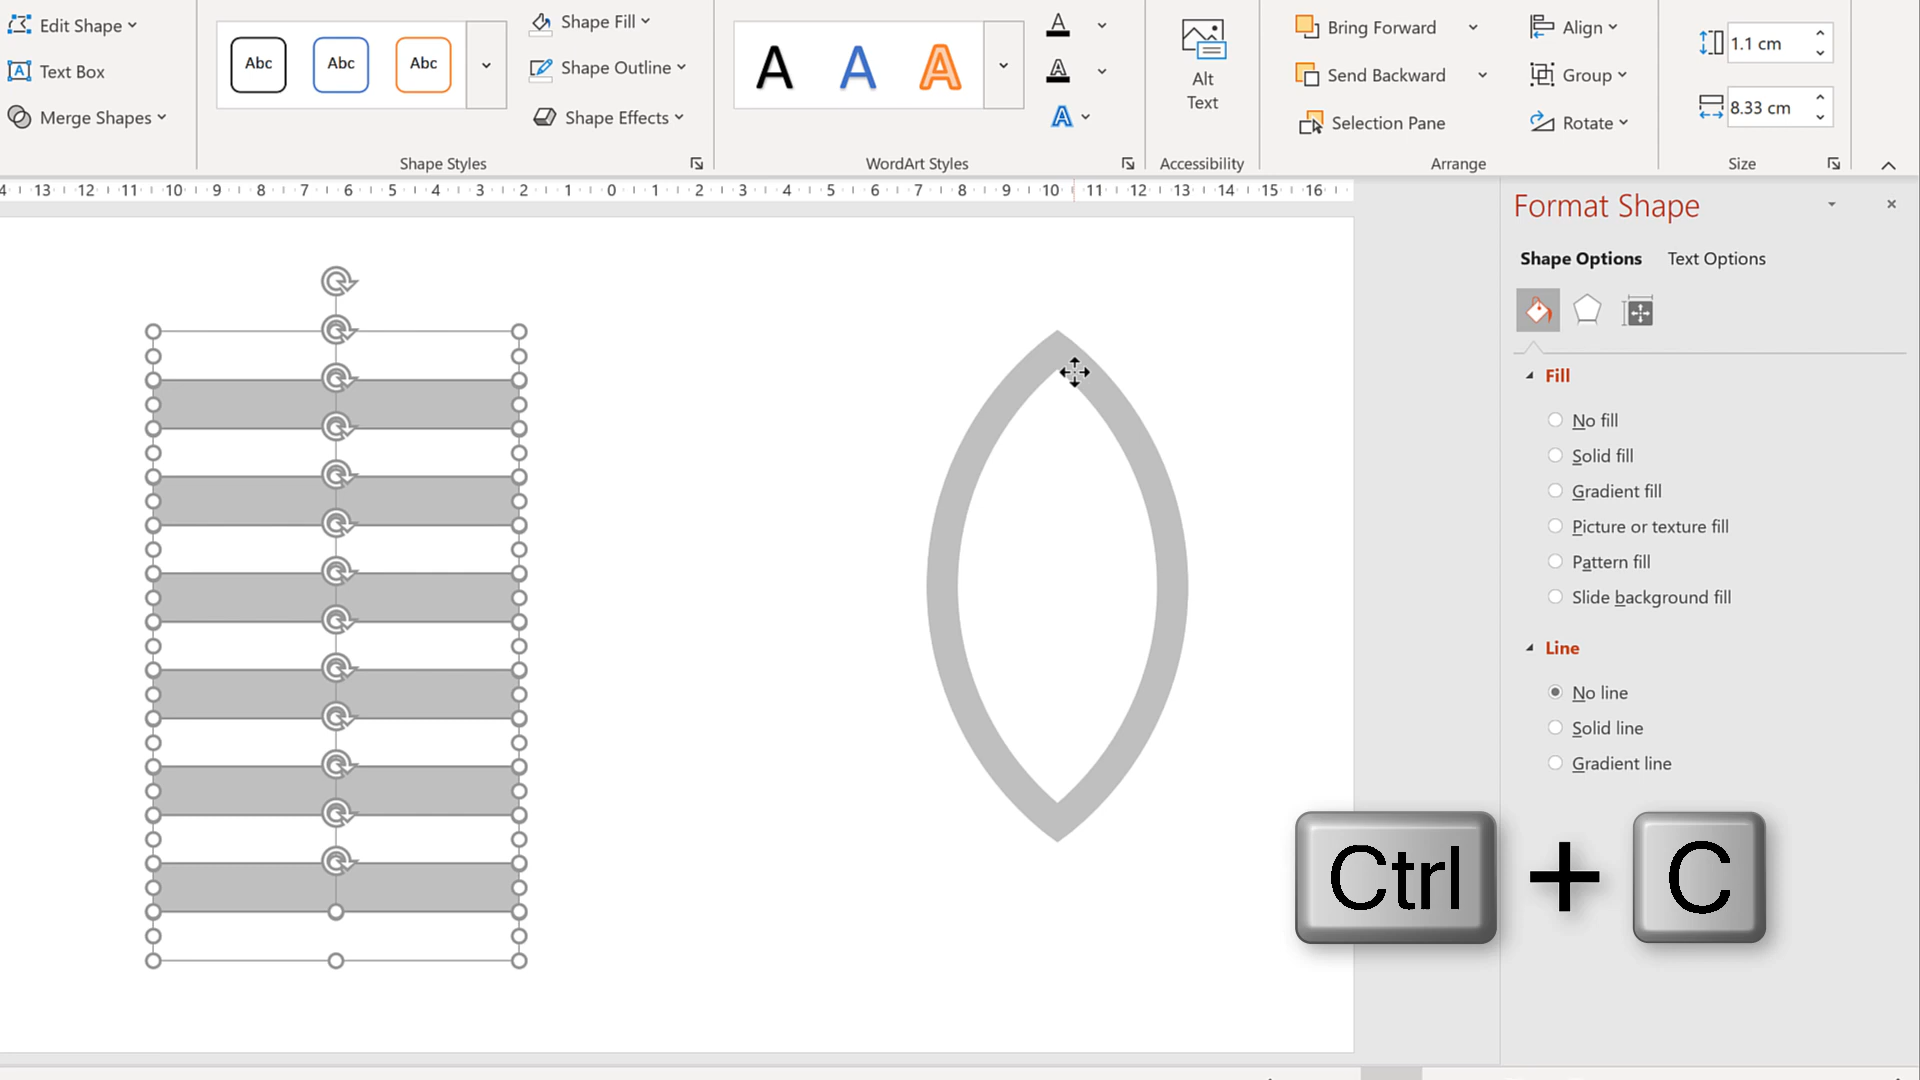 Edit Shape
Text Box
Merge Shapes
Abc Abc Abc
Shape Fill
Shape Outline
Shape Effects
Shape Styles
A A A
A
A
A
WordArt Styles
Alt
Text
Accessibility
Bring Forward
Send Backward
Selection Pane
Align
Group
Rotate
Arrange
1.1 cm
8.33 cm
Size
4 13 12 11 10 9 8 7 6 5 4 3 2 1 0 1 2 3 4 5 6 7 8 9 10 11 12 13 14 15 16
Format Shape
Shape Options Text Options
Fill
No fill
Solid fill
Gradient fill
Picture or texture fill
Pattern fill
Slide background fill
Line
No line
Solid line
Gradient line
Ctrl + C